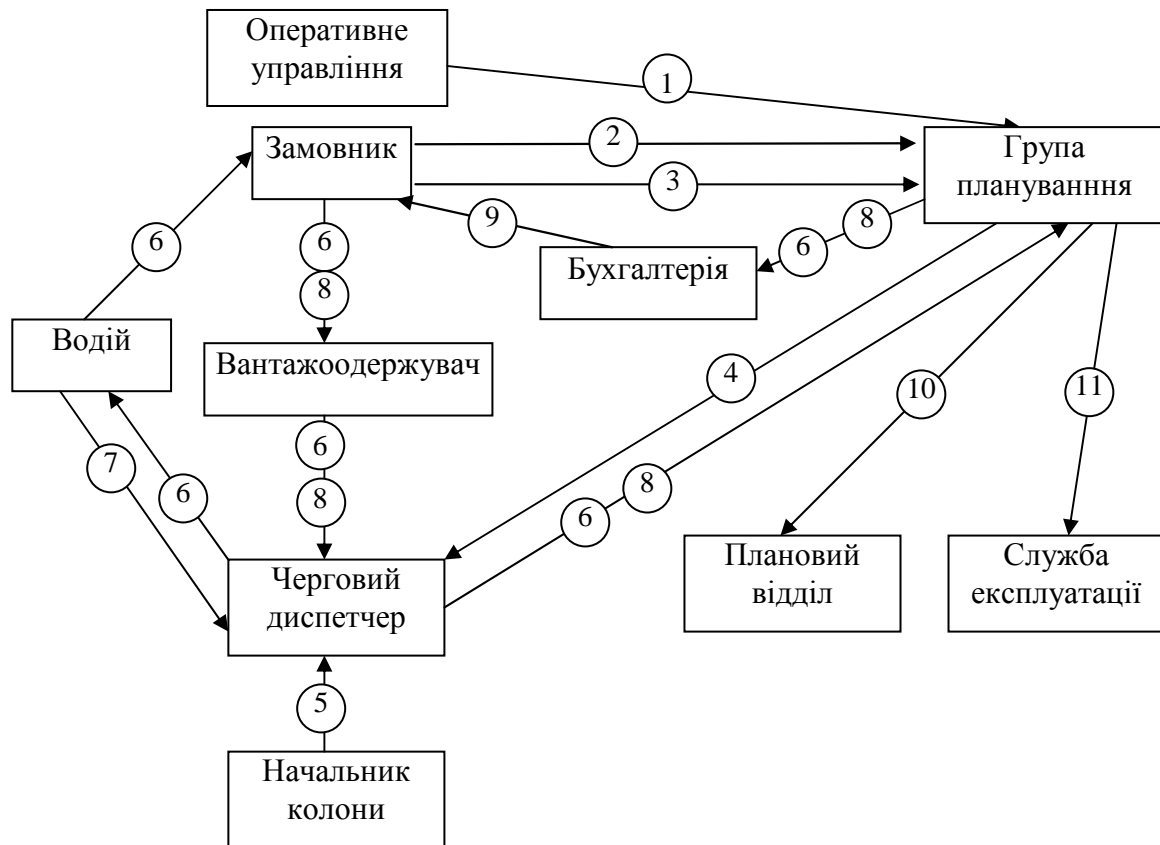 Оперативне
управління
1
Замовник
2
Група
плануванння
3
9
8
6
6
6
8
Бухгалтерія
Водій
Вантажоодержувач
4
10
11
6
7
6
8
8
6
Черговий
диспетчер
Плановий
відділ
Служба
експлуатації
5
Начальник
колони